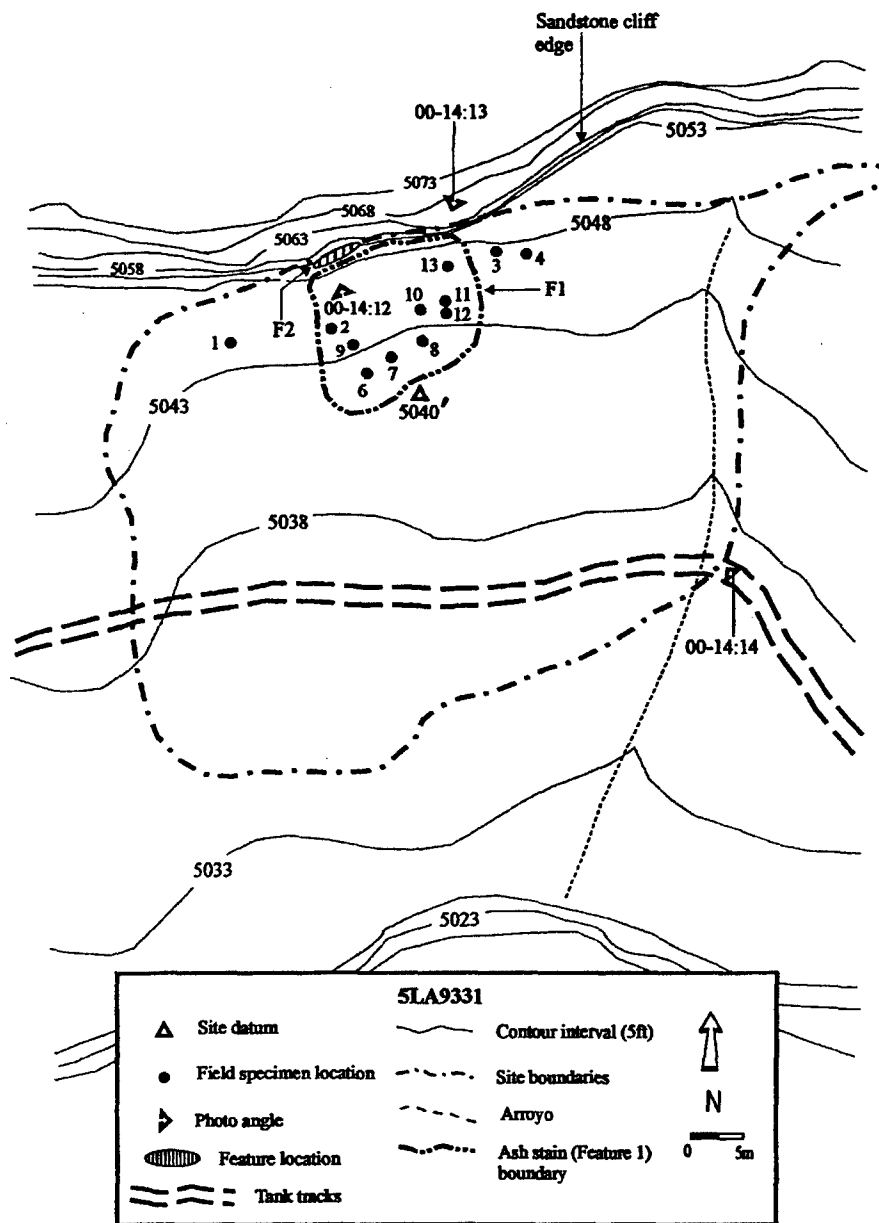 Sandstone cliff
edge
00-14:13
5053
5073
5068
5048
5063
5058
3
4
13
F1
00-14:12
10
11
12
F2
2
1
9
8
7
6
5043
5040'
5038
00-14:14
5033
5023
5LA9331
Site datum
Contour interval (5ft)
Field specimen location
Site boundaries
Photo angle
Arroyo
N
Feature location
Ash stain (Feature 1)
boundary
0 5m
Tank tracks